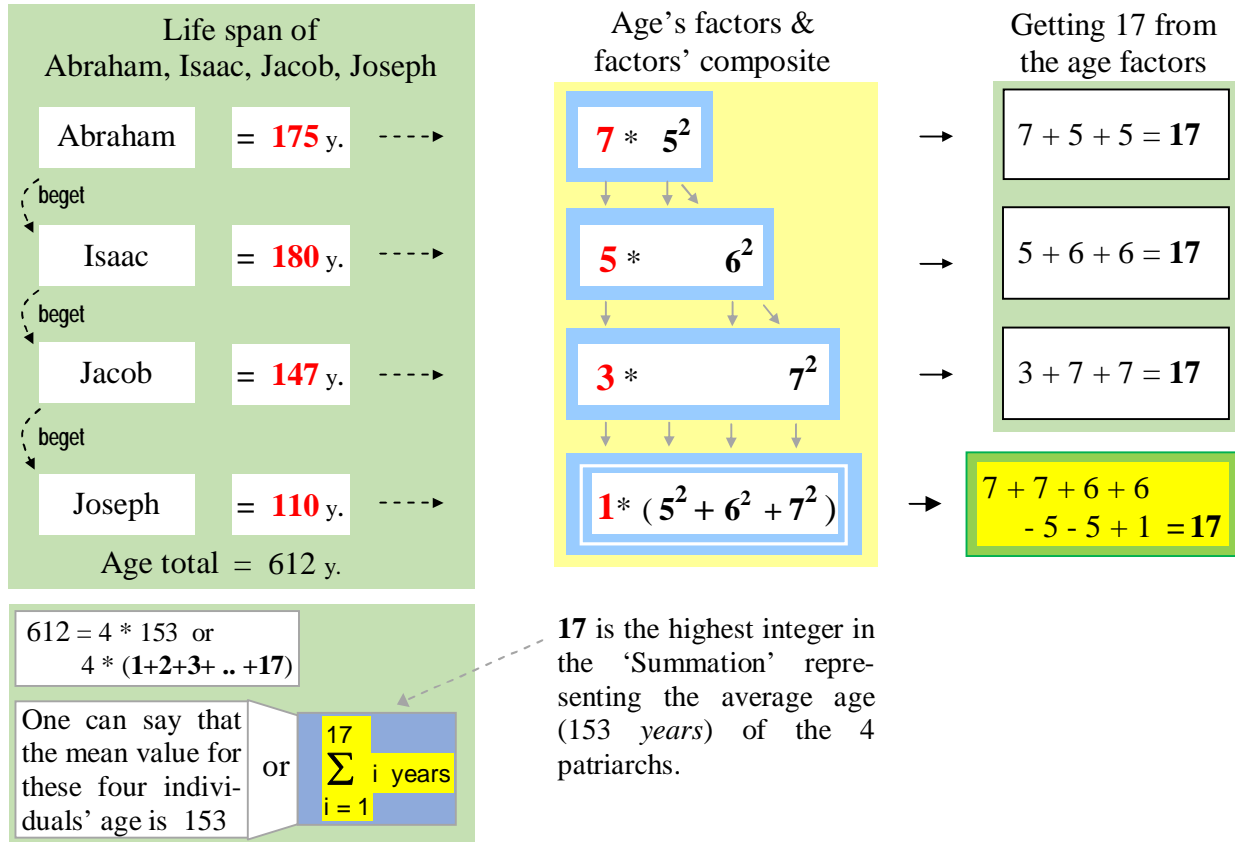 Life span of
Abraham, Isaac, Jacob, Joseph
Abraham = 175 y.
beget
Isaac = 180 y.
beget
Jacob = 147 y.
beget
Joseph = 110 y.
Age total = 612 y.
Age’s factors &
factors’ composite
7 * 5²
5 * 6²
3 * 7²
1* ( 5² + 6² + 7² )
Getting 17 from
the age factors
7 + 5 + 5 = 17
5 + 6 + 6 = 17
3 + 7 + 7 = 17
7 + 7 + 6 + 6
- 5 - 5 + 1 = 17
612 = 4 * 153 or
4 * (1+2+3+ .. +17)
One can say that
the mean value for
these four indivi-
duals’ age is 153
or
17
∑ i years
i = 1
17 is the highest integer in
the ‘Summation’ repre-
senting the average age
(153 years) of the 4
patriarchs.